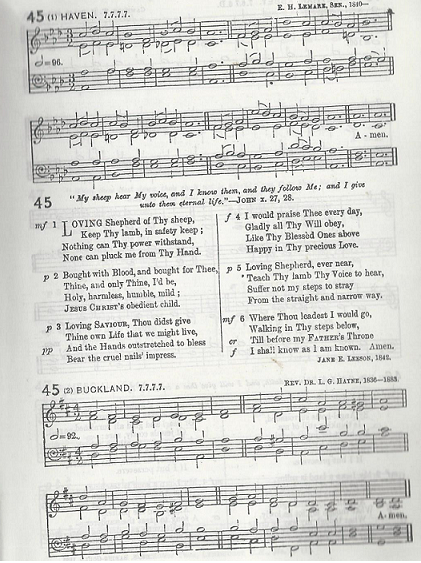 45 (1) HAVEN. 7.7.7.7.
E. H. LEMARE, SEN., 1810—
𝅗𝅥=96.
A - men.
45
"My sheep hear My voice, and I know them, and they follow Me; and I give
unto them eternal life."—JOHN x. 27, 28.
mf 1 LOVING Shepherd of Thy sheep,
Keep Thy lamb, in safety keep;
Nothing can Thy power withstand,
None can pluck me from Thy Hand.
p 2 Bought with Blood, and bought for Thee,
Thine, and only Thine, I'd be,
Holy, harmless, humble, mild;
JESUS CHRIST'S obedient child.
p 3 Loving SAVIOUR, Thou didst give
Thine own Life that we might live,
pp And the Hands outstretched to bless
Bear the cruel nails' impress.
f 4 I would praise Thee every day,
Gladly all Thy Will obey,
Like Thy Blessèd Ones above
Happy in Thy precious Love.
p 5 Loving Shepherd, ever near,
Teach Thy lamb Thy Voice to hear,
Suffer not my steps to stray
From the straight and narrow way.
mf 6 Where Thou leadest I would go,
Walking in Thy steps below,
cr Till before my FATHER'S Throne
f I shall know as I am known. Amen.
JANE E. LEESON, 1842.
45 (2) BUCKLAND. 7.7.7.7.
REV. DR. L. G. HAYNE, 1836—1883.
𝅗𝅥=92.
A - men.